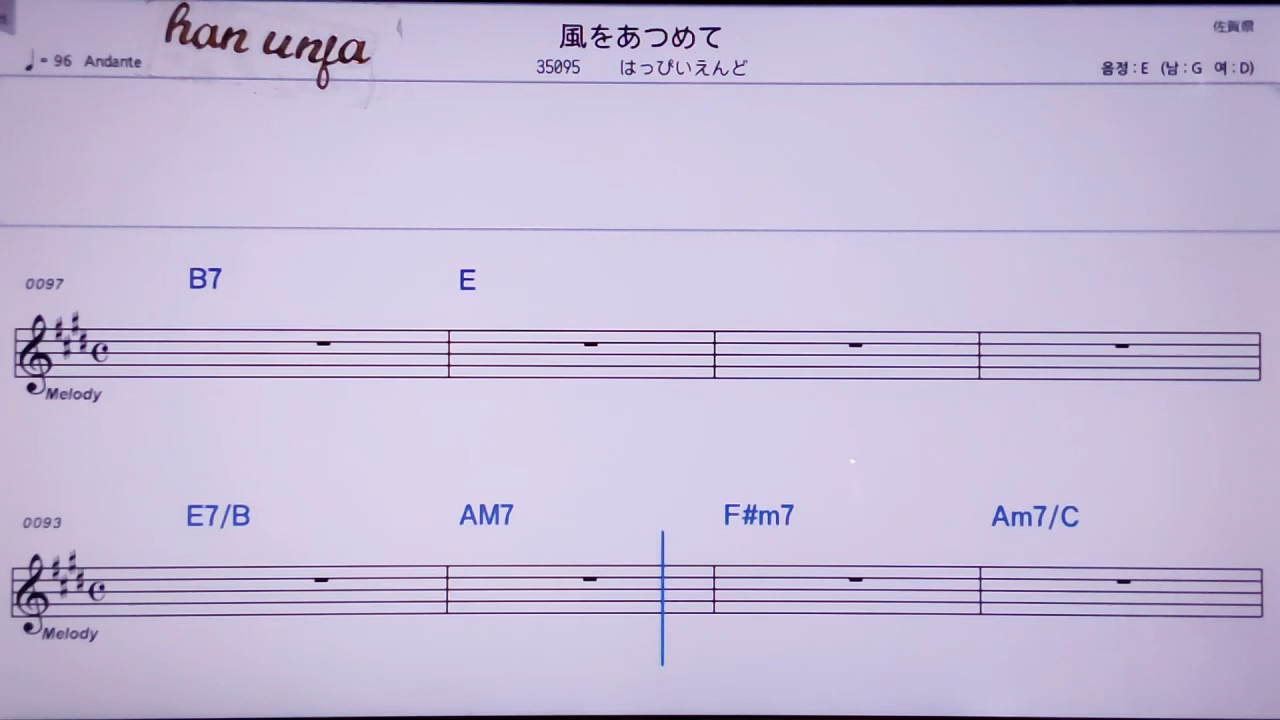 han unfa
風をあつめて
佐賀県
♩= 96 Andante
35095 はっぴいえんど
음정 : E (남 : G 여 : D)
0097
B7 E
Melody
0093
E7/B AM7 F#m7 Am7/C
Melody